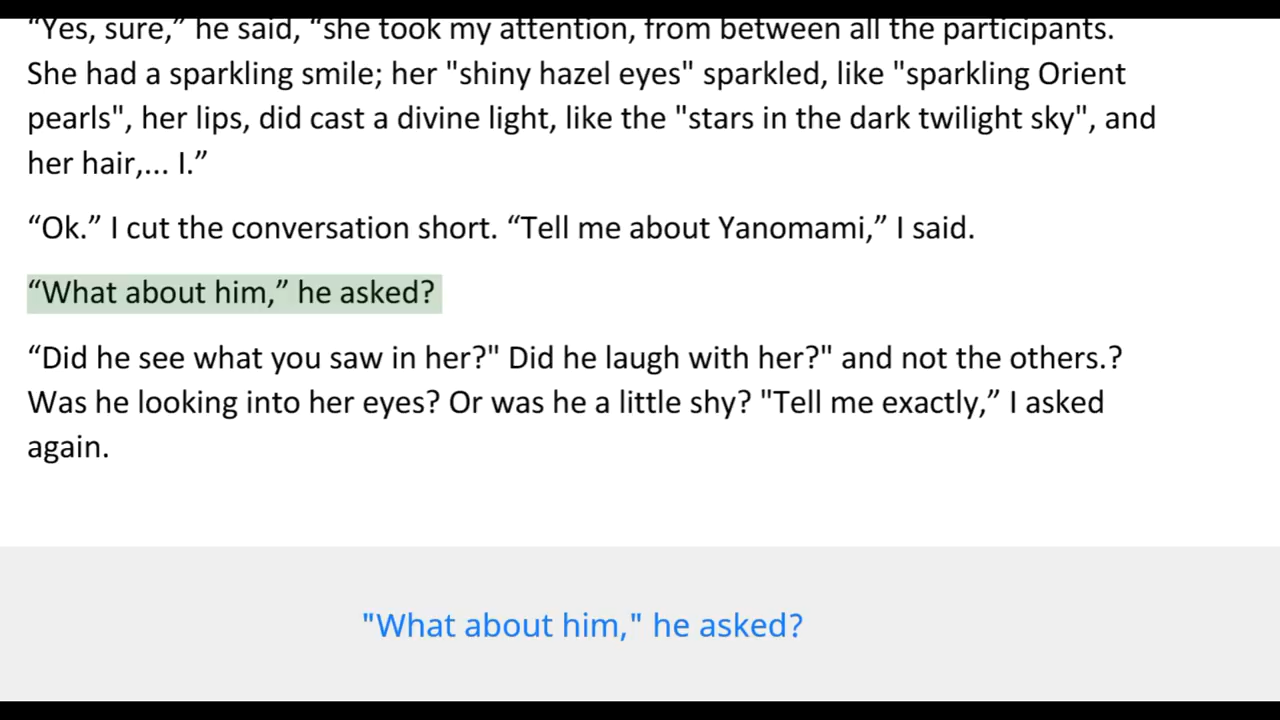 “Yes, sure,” he said, “she took my attention, from between all the participants.
She had a sparkling smile; her "shiny hazel eyes" sparkled, like "sparkling Orient
pearls", her lips, did cast a divine light, like the "stars in the dark twilight sky", and
her hair,... I.”
“Ok.” I cut the conversation short. “Tell me about Yanomami,” I said.
“What about him,” he asked?
“Did he see what you saw in her?" Did he laugh with her?" and not the others.?
Was he looking into her eyes? Or was he a little shy? "Tell me exactly,” I asked
again.
"What about him," he asked?